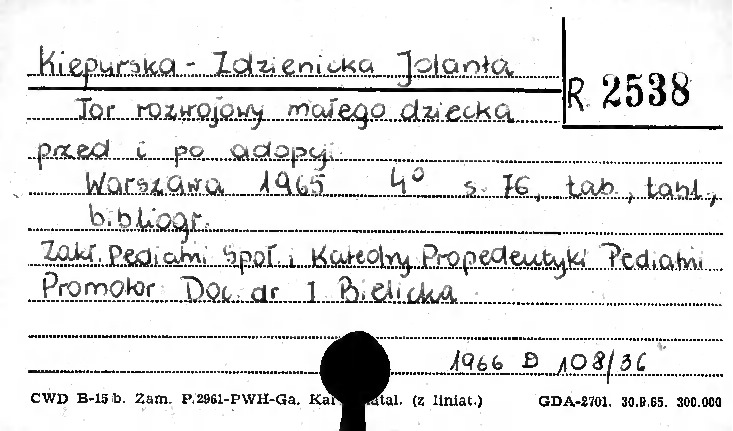 Kiepurska - Zdzienicka Jolanta
R 2538
Tor rozwojowy małego dziecka
przed i po adopcji.
Warszawa 1965 4° s. 76, tab., tabl.,
bibliogr.
Zakł. Pediatrii Społ. i Katedry Propedeutyki Pediatrii
Promotor Doc. dr I Bielicka
1966 D 108/36
CWD B-15/b. Zam. P.2961-PWH-Ga. Kar tal. (z liniat.) GDA-2701. 30.9.65. 300.000